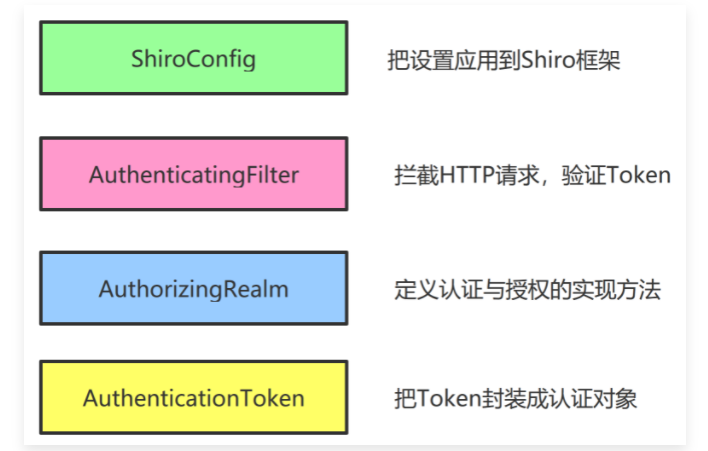 ShiroConfig 把设置应用到Shiro框架
AuthenticatingFilter 拦截HTTP请求，验证Token
AuthorizingRealm 定义认证与授权的实现方法
AuthenticationToken 把Token封装成认证对象